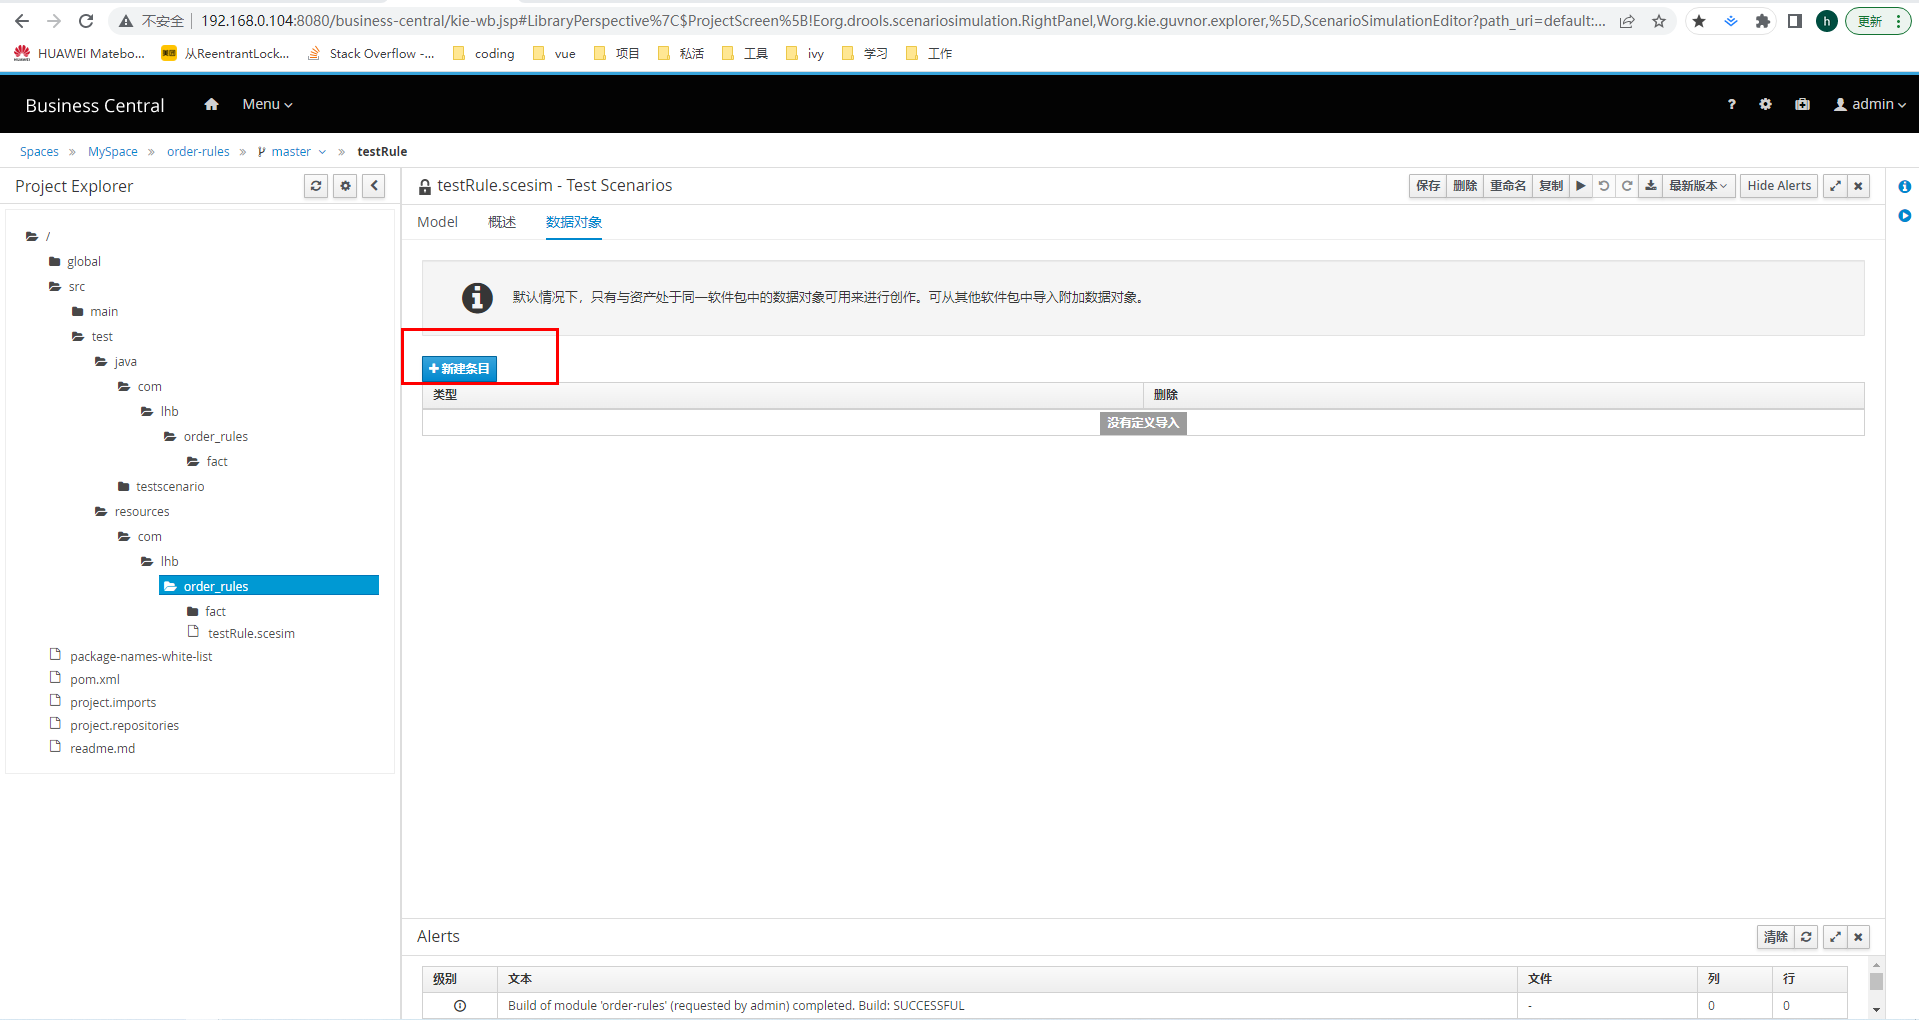 不安全 192.168.0.104:8080/business-central/kie-wb.jsp#LibraryPerspective%7C$ProjectScreen%5B!Eorg.drools.scenariosimulation.RightPanel,Worg.kie.guvnor.explorer,%5D,ScenarioSimulationEditor?path_uri=default:... h 更新
HUAWEI Matebo... 美团 从ReentrantLock... Stack Overflow -... coding vue 项目 私活 工具 ivy 学习 工作
Business Central Menu ? admin
Spaces » MySpace » order-rules » master » testRule
Project Explorer
testRule.scesim - Test Scenarios
保存 删除 重命名 复制 最新版本 Hide Alerts
Model 概述 数据对象
/
global
src
main
test
java
com
lhb
order_rules
fact
testscenario
resources
com
lhb
order_rules
fact
testRule.scesim
package-names-white-list
pom.xml
project.imports
project.repositories
readme.md
默认情况下，只有与资产处于同一软件包中的数据对象可用来进行创作。可从其他软件包中导入附加数据对象。
+新建条目
类型 删除
没有定义导入
Alerts
清除
级别 文本 文件 列 行
Build of module 'order-rules' (requested by admin) completed. Build: SUCCESSFUL - 0 0